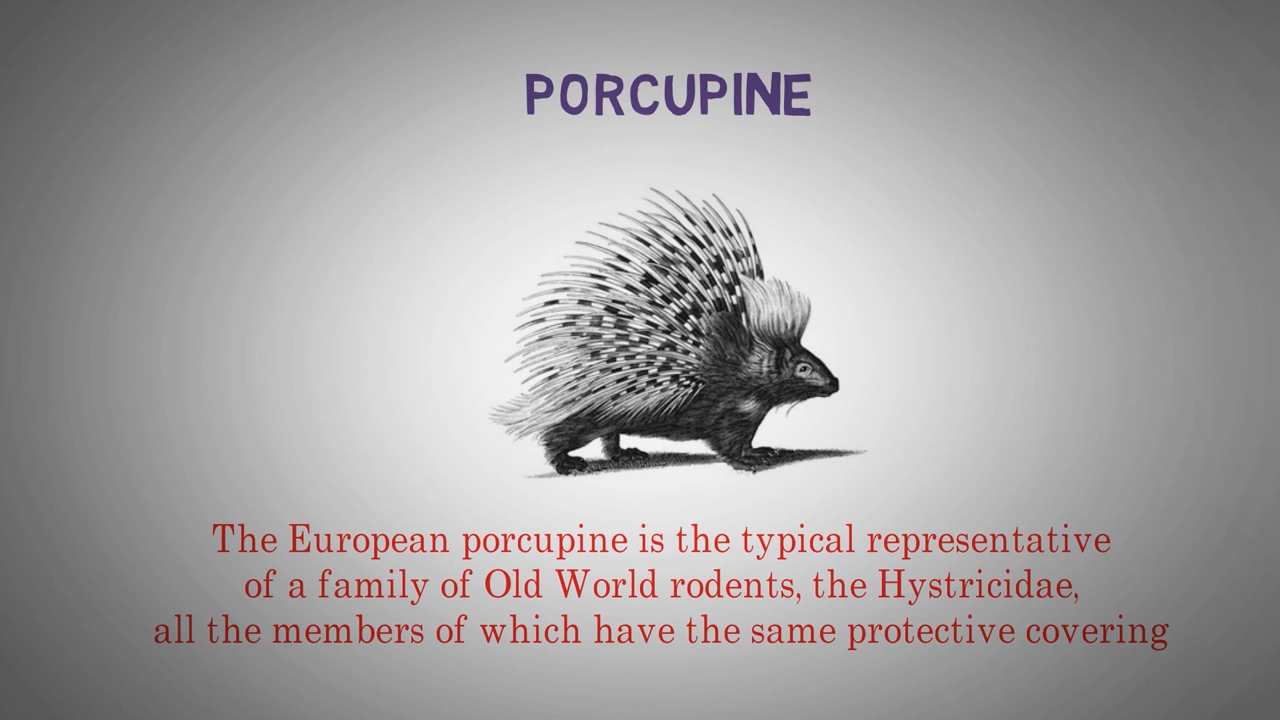 PORCUPINE
The European porcupine is the typical representative
of a family of Old World rodents, the Hystricidae,
all the members of which have the same protective covering